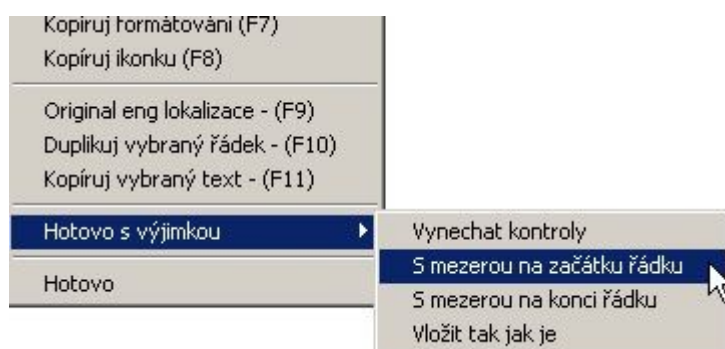 Kopíruj formátování (F7)
Kopíruj ikonku (F8)
Original eng lokalizace - (F9)
Duplikuj vybraný řádek - (F10)
Kopíruj vybraný text - (F11)
Hotovo s výjimkou
Hotovo
Vynechat kontroly
S mezerou na začátku řádku
S mezerou na konci řádku
Vložit tak jak je